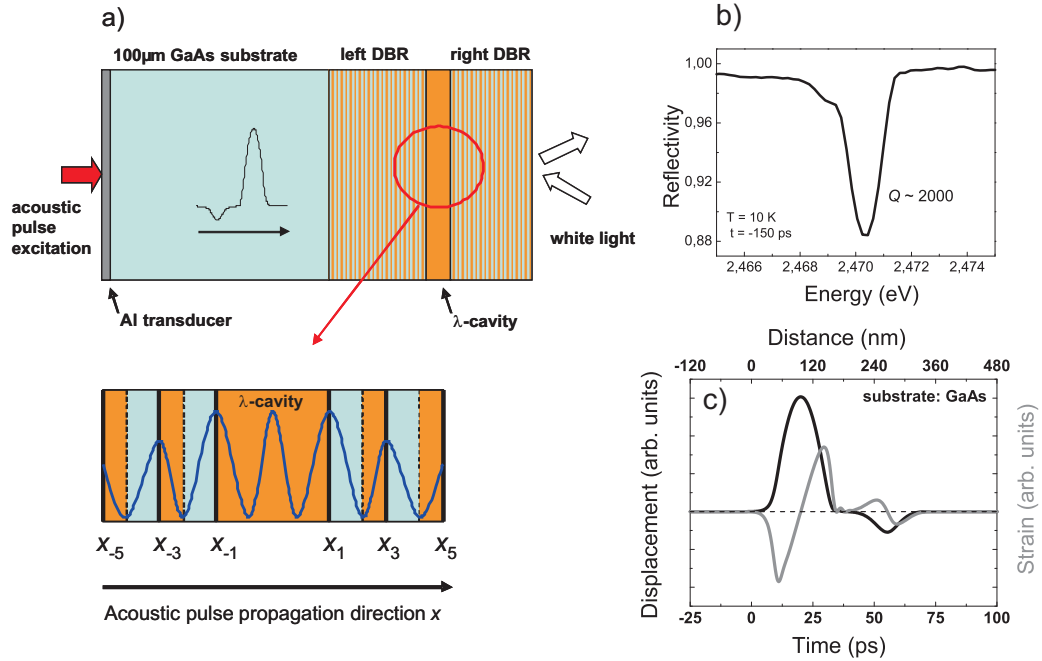 a)
100µm GaAs substrate
left DBR
right DBR
acoustic
pulse
excitation
white light
Al transducer
λ-cavity
λ-cavity
X-5
X-3
X-1
X1
X3
X5
Acoustic pulse propagation direction x
b)
Reflectivity
1,00
0,96
0,92
0,88
Q ~ 2000
T = 10 K
t = -150 ps
2,466
2,468
2,470
2,472
2,474
Energy (eV)
Distance (nm)
-120
0
120
240
360
480
c)
substrate: GaAs
Displacement (arb. units)
Strain (arb. units)
-25
0
25
50
75
100
Time (ps)